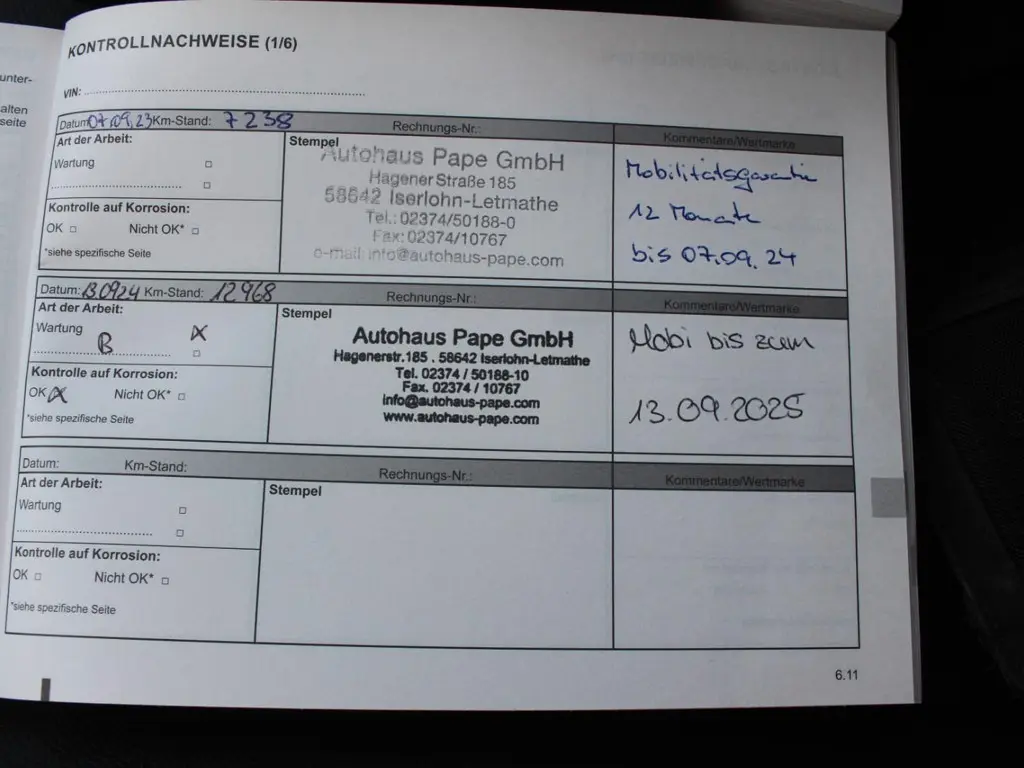 unter-
alten
seite
KONTROLLNACHWEISE (1/6)
VIN:
Datum: 07.09.23 Km-Stand: 7238 Rechnungs-Nr.: Kommentare/Wertmarke
Art der Arbeit:
Wartung
Kontrolle auf Korrosion:
OK Nicht OK*
*siehe spezifische Seite
Stempel
Autohaus Pape GmbH
Hagener Straße 185
58642 Iserlohn-Letmathe
Tel.: 02374/50188-0
Fax: 02374/10767
e-mail: info@autohaus-pape.com
Mobilitätsgarantie
12 Monate
bis 07.09.24
Datum: 13.0924 Km-Stand: 12968 Rechnungs-Nr.: Kommentare/Wertmarke
Art der Arbeit:
Wartung X
B
Kontrolle auf Korrosion:
OK X Nicht OK*
*siehe spezifische Seite
Stempel
Autohaus Pape GmbH
Hagenerstr.185 . 58642 Iserlohn-Letmathe
Tel. 02374 / 50188-10
Fax. 02374 / 10767
info@autohaus-pape.com
www.autohaus-pape.com
Mobi bis zum
13.09.2025
Datum: Km-Stand: Rechnungs-Nr.: Kommentare/Wertmarke
Art der Arbeit:
Wartung
Kontrolle auf Korrosion:
OK Nicht OK*
*siehe spezifische Seite
Stempel
6.11